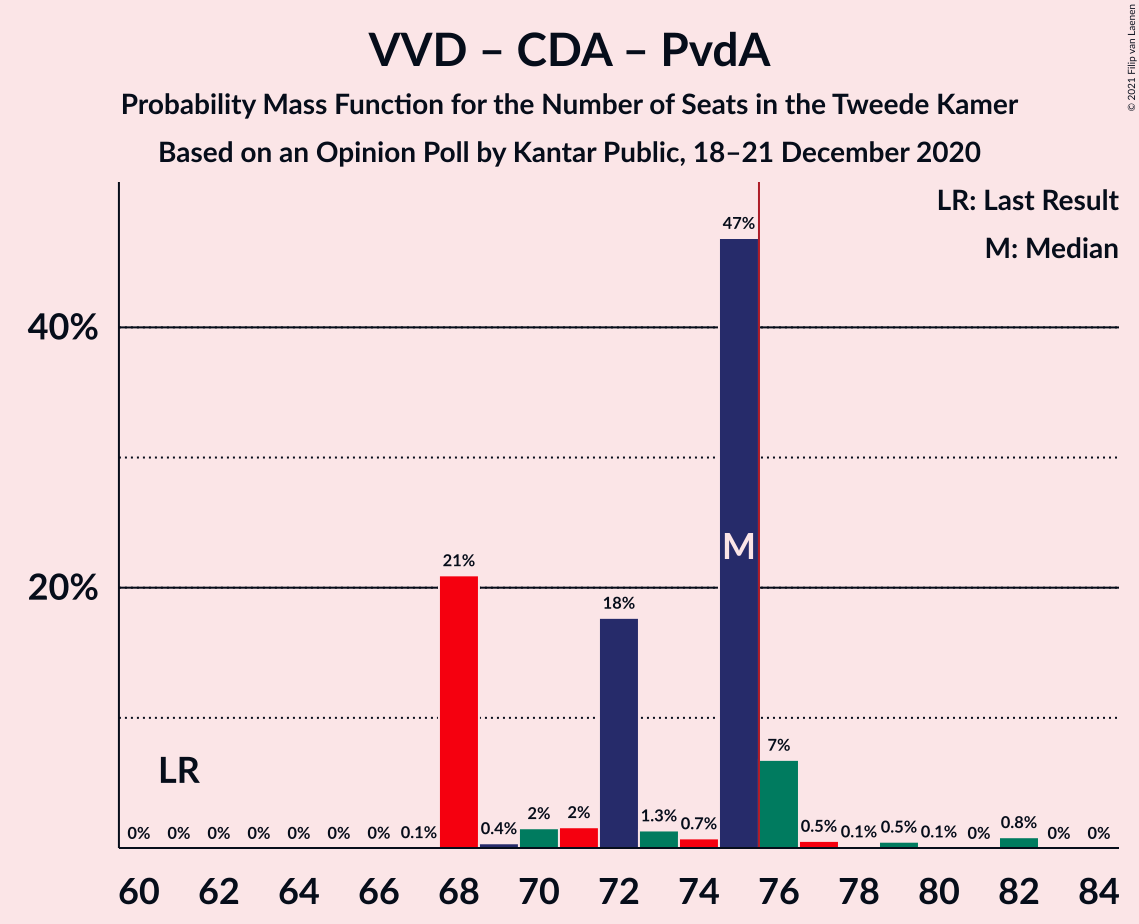 VVD – CDA – PvdA
Probability Mass Function for the Number of Seats in the Tweede Kamer
Based on an Opinion Poll by Kantar Public, 18–21 December 2020
© 2021 Filip van Laenen
LR: Last Result
M: Median
47%
40%
M
21%
20%
18%
7%
LR
0% 0% 0% 0% 0% 0% 0% 0.1% 0.4% 2% 2% 1.3% 0.7% 0.5% 0.1% 0.5% 0.1% 0% 0.8% 0% 0%
60 62 64 66 68 70 72 74 76 78 80 82 84